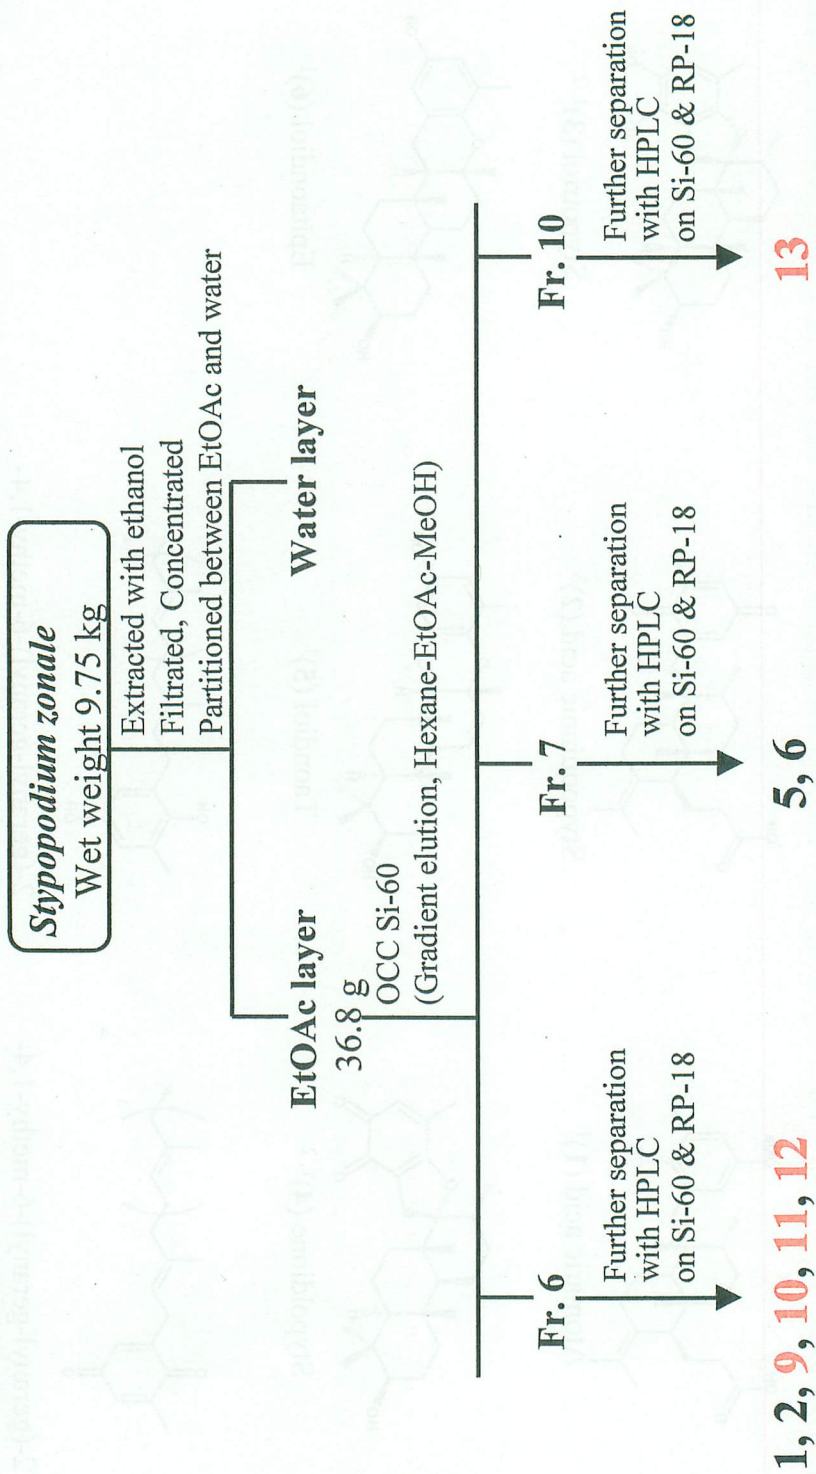 Stypopodium zonale
Wet weight 9.75 kg
Extracted with ethanol
Filtrated, Concentrated
Partitioned between EtOAc and water
EtOAc layer
36.8 g
Water layer
OCC Si-60
(Gradient elution, Hexane-EtOAc-MeOH)
Fr. 6
Further separation
with HPLC
on Si-60 & RP-18
1, 2, 9, 10, 11, 12
Fr. 7
Further separation
with HPLC
on Si-60 & RP-18
5, 6
Fr. 10
Further separation
with HPLC
on Si-60 & RP-18
13